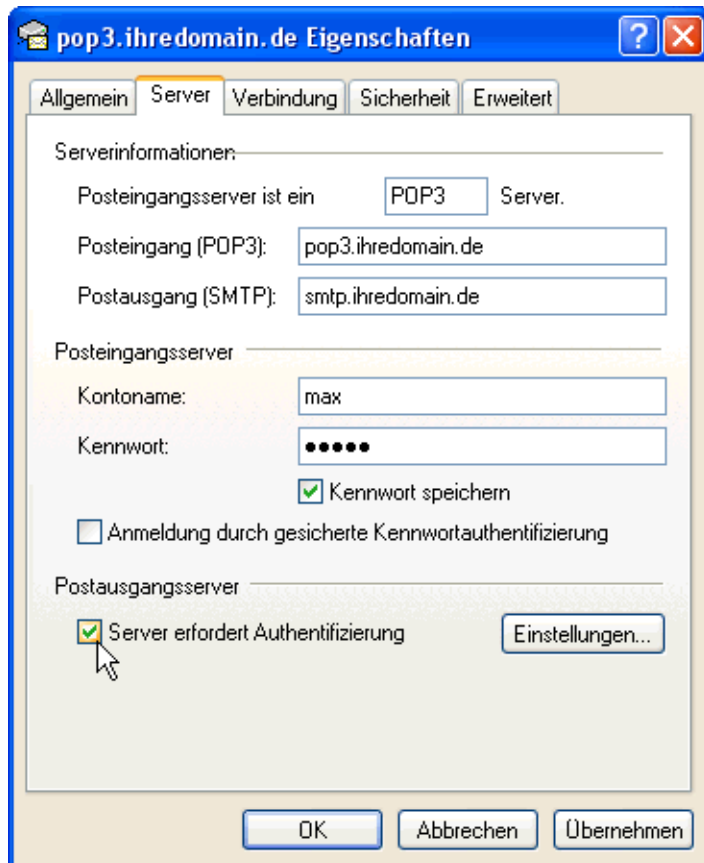 pop3.ihredomain.de Eigenschaften
Allgemein Server Verbindung Sicherheit Erweitert
Serverinformationen
Posteingangsserver ist ein POP3 Server.
Posteingang (POP3): pop3.ihredomain.de
Postausgang (SMTP): smtp.ihredomain.de
Posteingangsserver
Kontoname: max
Kennwort: •••••
Kennwort speichern
Anmeldung durch gesicherte Kennwortauthentifizierung
Postausgangsserver
Server erfordert Authentifizierung Einstellungen...
OK Abbrechen Übernehmen